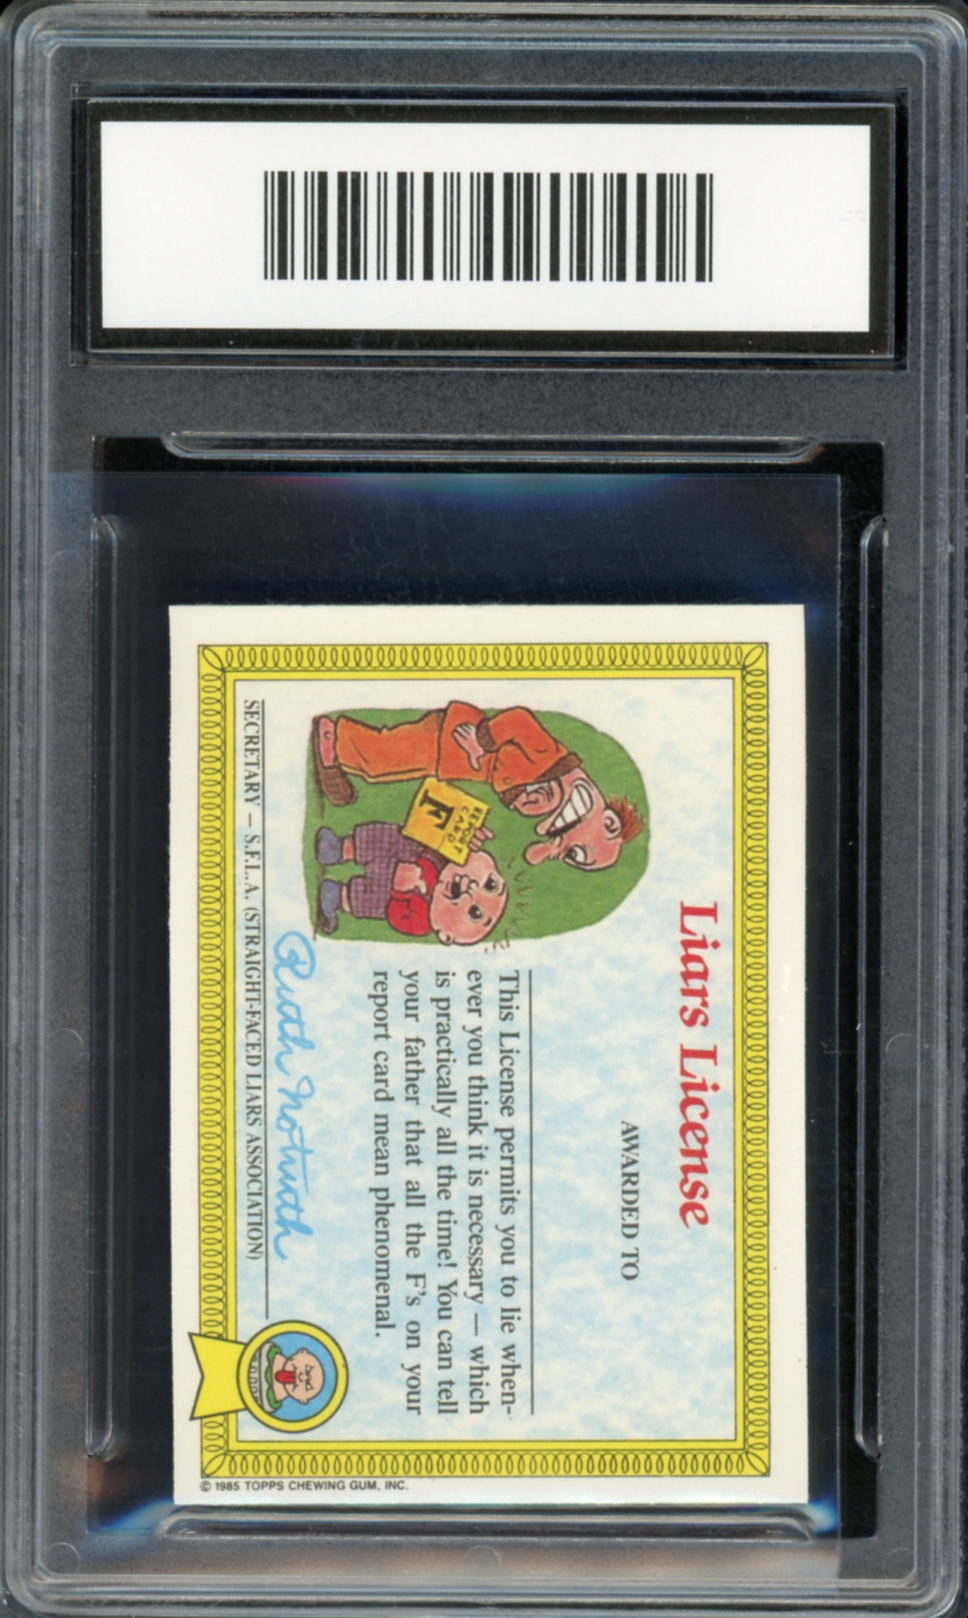 Liars License
AWARDED TO
This License permits you to lie when-
ever you think it is necessary — which
is practically all the time! You can tell
your father that all the F's on your
report card mean phenomenal.
REPORT
CARD
F
Ruth Notruth
SECRETARY — S.F.L.A. (STRAIGHT-FACED LIARS ASSOCIATION)
© 1985 TOPPS CHEWING GUM, INC.